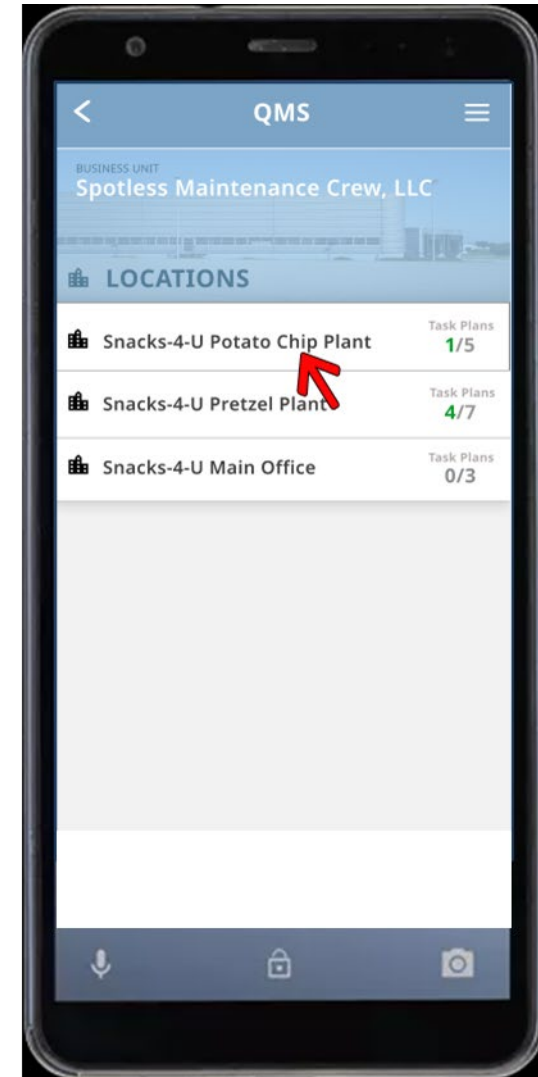 QMS
BUSINESS UNIT
Spotless Maintenance Crew, LLC
LOCATIONS
Snacks-4-U Potato Chip Plant
Task Plans
1/5
Snacks-4-U Pretzel Plant
Task Plans
4/7
Snacks-4-U Main Office
Task Plans
0/3